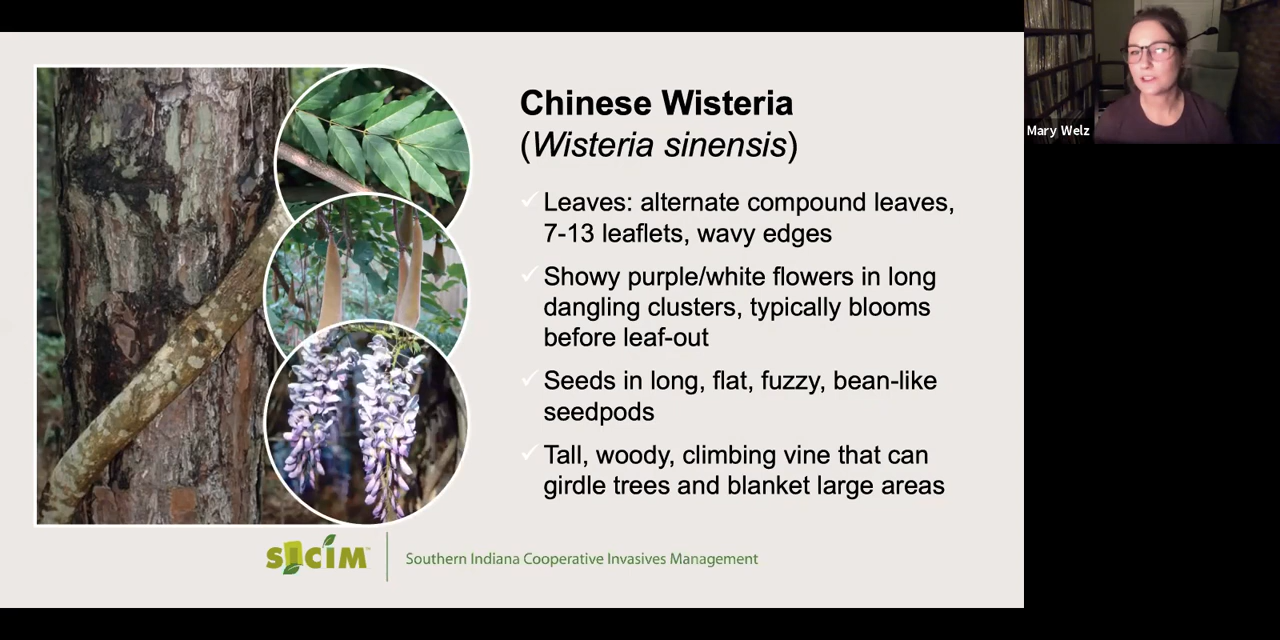 Chinese Wisteria
(Wisteria sinensis)
Leaves: alternate compound leaves,
7-13 leaflets, wavy edges
Showy purple/white flowers in long
dangling clusters, typically blooms
before leaf-out
Seeds in long, flat, fuzzy, bean-like
seedpods
Tall, woody, climbing vine that can
girdle trees and blanket large areas
SICIM™
Southern Indiana Cooperative Invasives Management
Mary Welz